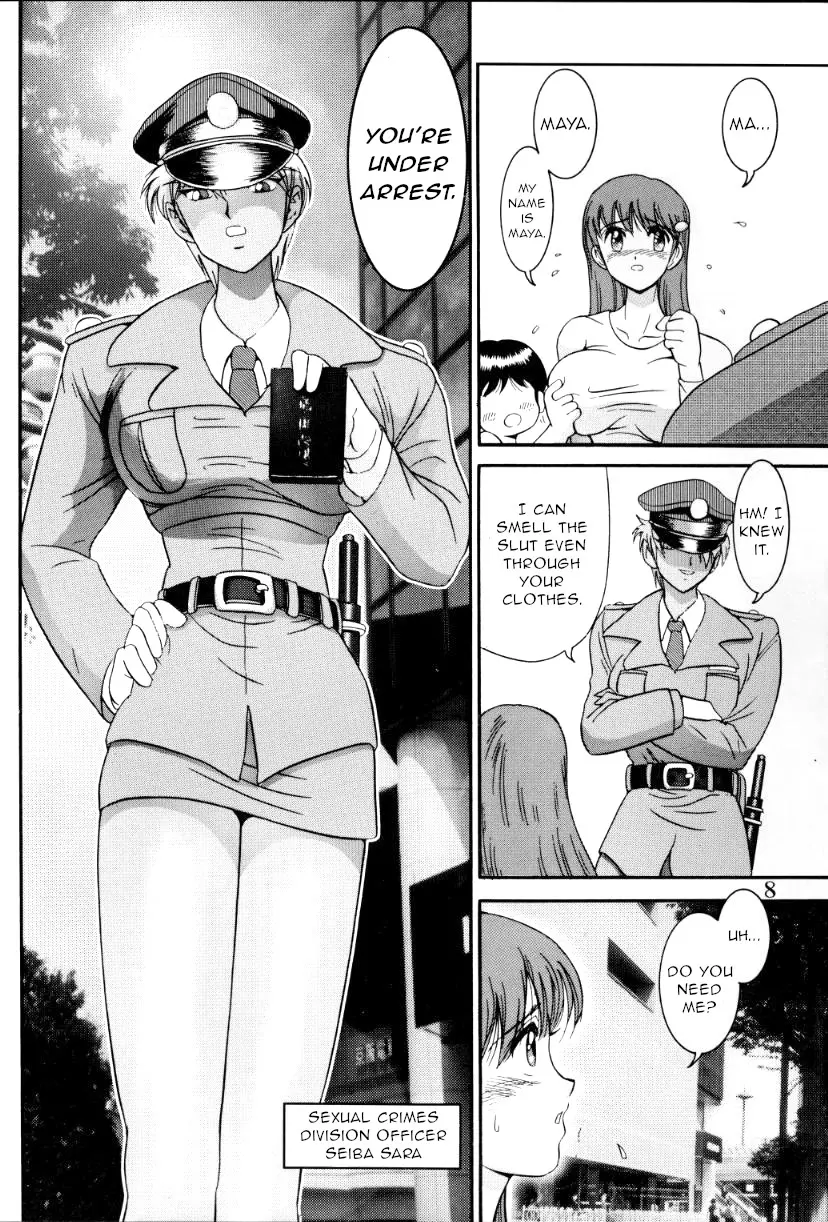 MA...
MAYA.
MY
NAME
IS
MAYA.
HM! I
KNEW
IT.
I CAN
SMELL THE
SLUT EVEN
THROUGH
YOUR
CLOTHES.
8
UH...
DO YOU
NEED
ME?
YOU'RE
UNDER
ARREST.
SEXUAL CRIMES
DIVISION OFFICER
SEIBA SARA